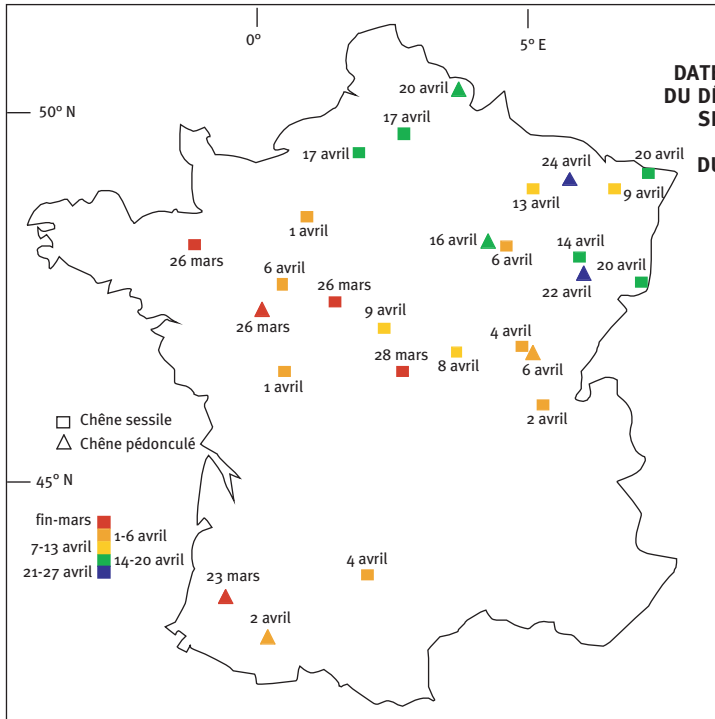 0°
5° E
DATE
DU DÉ
SE
DU
50° N
20 avril
17 avril
17 avril
24 avril
20 avril
13 avril
9 avril
1 avril
16 avril
6 avril
14 avril
20 avril
22 avril
26 mars
6 avril
26 mars
26 mars
9 avril
28 mars
8 avril
4 avril
6 avril
1 avril
2 avril
Chêne sessile
Chêne pédonculé
45° N
fin-mars
1-6 avril
7-13 avril
14-20 avril
21-27 avril
4 avril
23 mars
2 avril